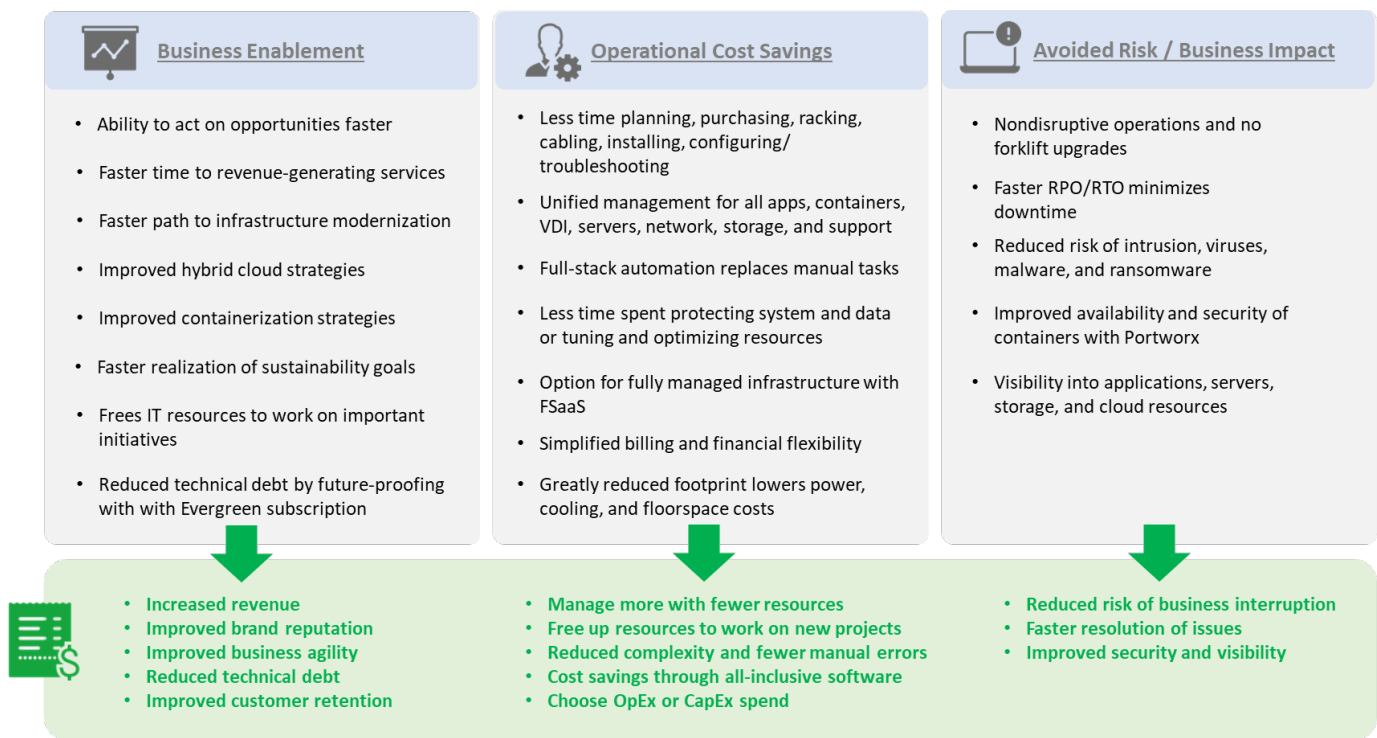 Business Enablement
• Ability to act on opportunities faster
• Faster time to revenue-generating services
• Faster path to infrastructure modernization
• Improved hybrid cloud strategies
• Improved containerization strategies
• Faster realization of sustainability goals
• Frees IT resources to work on important
initiatives
• Reduced technical debt by future-proofing
with with Evergreen subscription
Operational Cost Savings
• Less time planning, purchasing, racking,
cabling, installing, configuring/
troubleshooting
• Unified management for all apps, containers,
VDI, servers, network, storage, and support
• Full-stack automation replaces manual tasks
• Less time spent protecting system and data
or tuning and optimizing resources
• Option for fully managed infrastructure with
FSaaS
• Simplified billing and financial flexibility
• Greatly reduced footprint lowers power,
cooling, and floorspace costs
Avoided Risk / Business Impact
• Nondisruptive operations and no
forklift upgrades
• Faster RPO/RTO minimizes
downtime
• Reduced risk of intrusion, viruses,
malware, and ransomware
• Improved availability and security of
containers with Portworx
• Visibility into applications, servers,
storage, and cloud resources
• Increased revenue
• Improved brand reputation
• Improved business agility
• Reduced technical debt
• Improved customer retention
• Manage more with fewer resources
• Free up resources to work on new projects
• Reduced complexity and fewer manual errors
• Cost savings through all-inclusive software
• Choose OpEx or CapEx spend
• Reduced risk of business interruption
• Faster resolution of issues
• Improved security and visibility